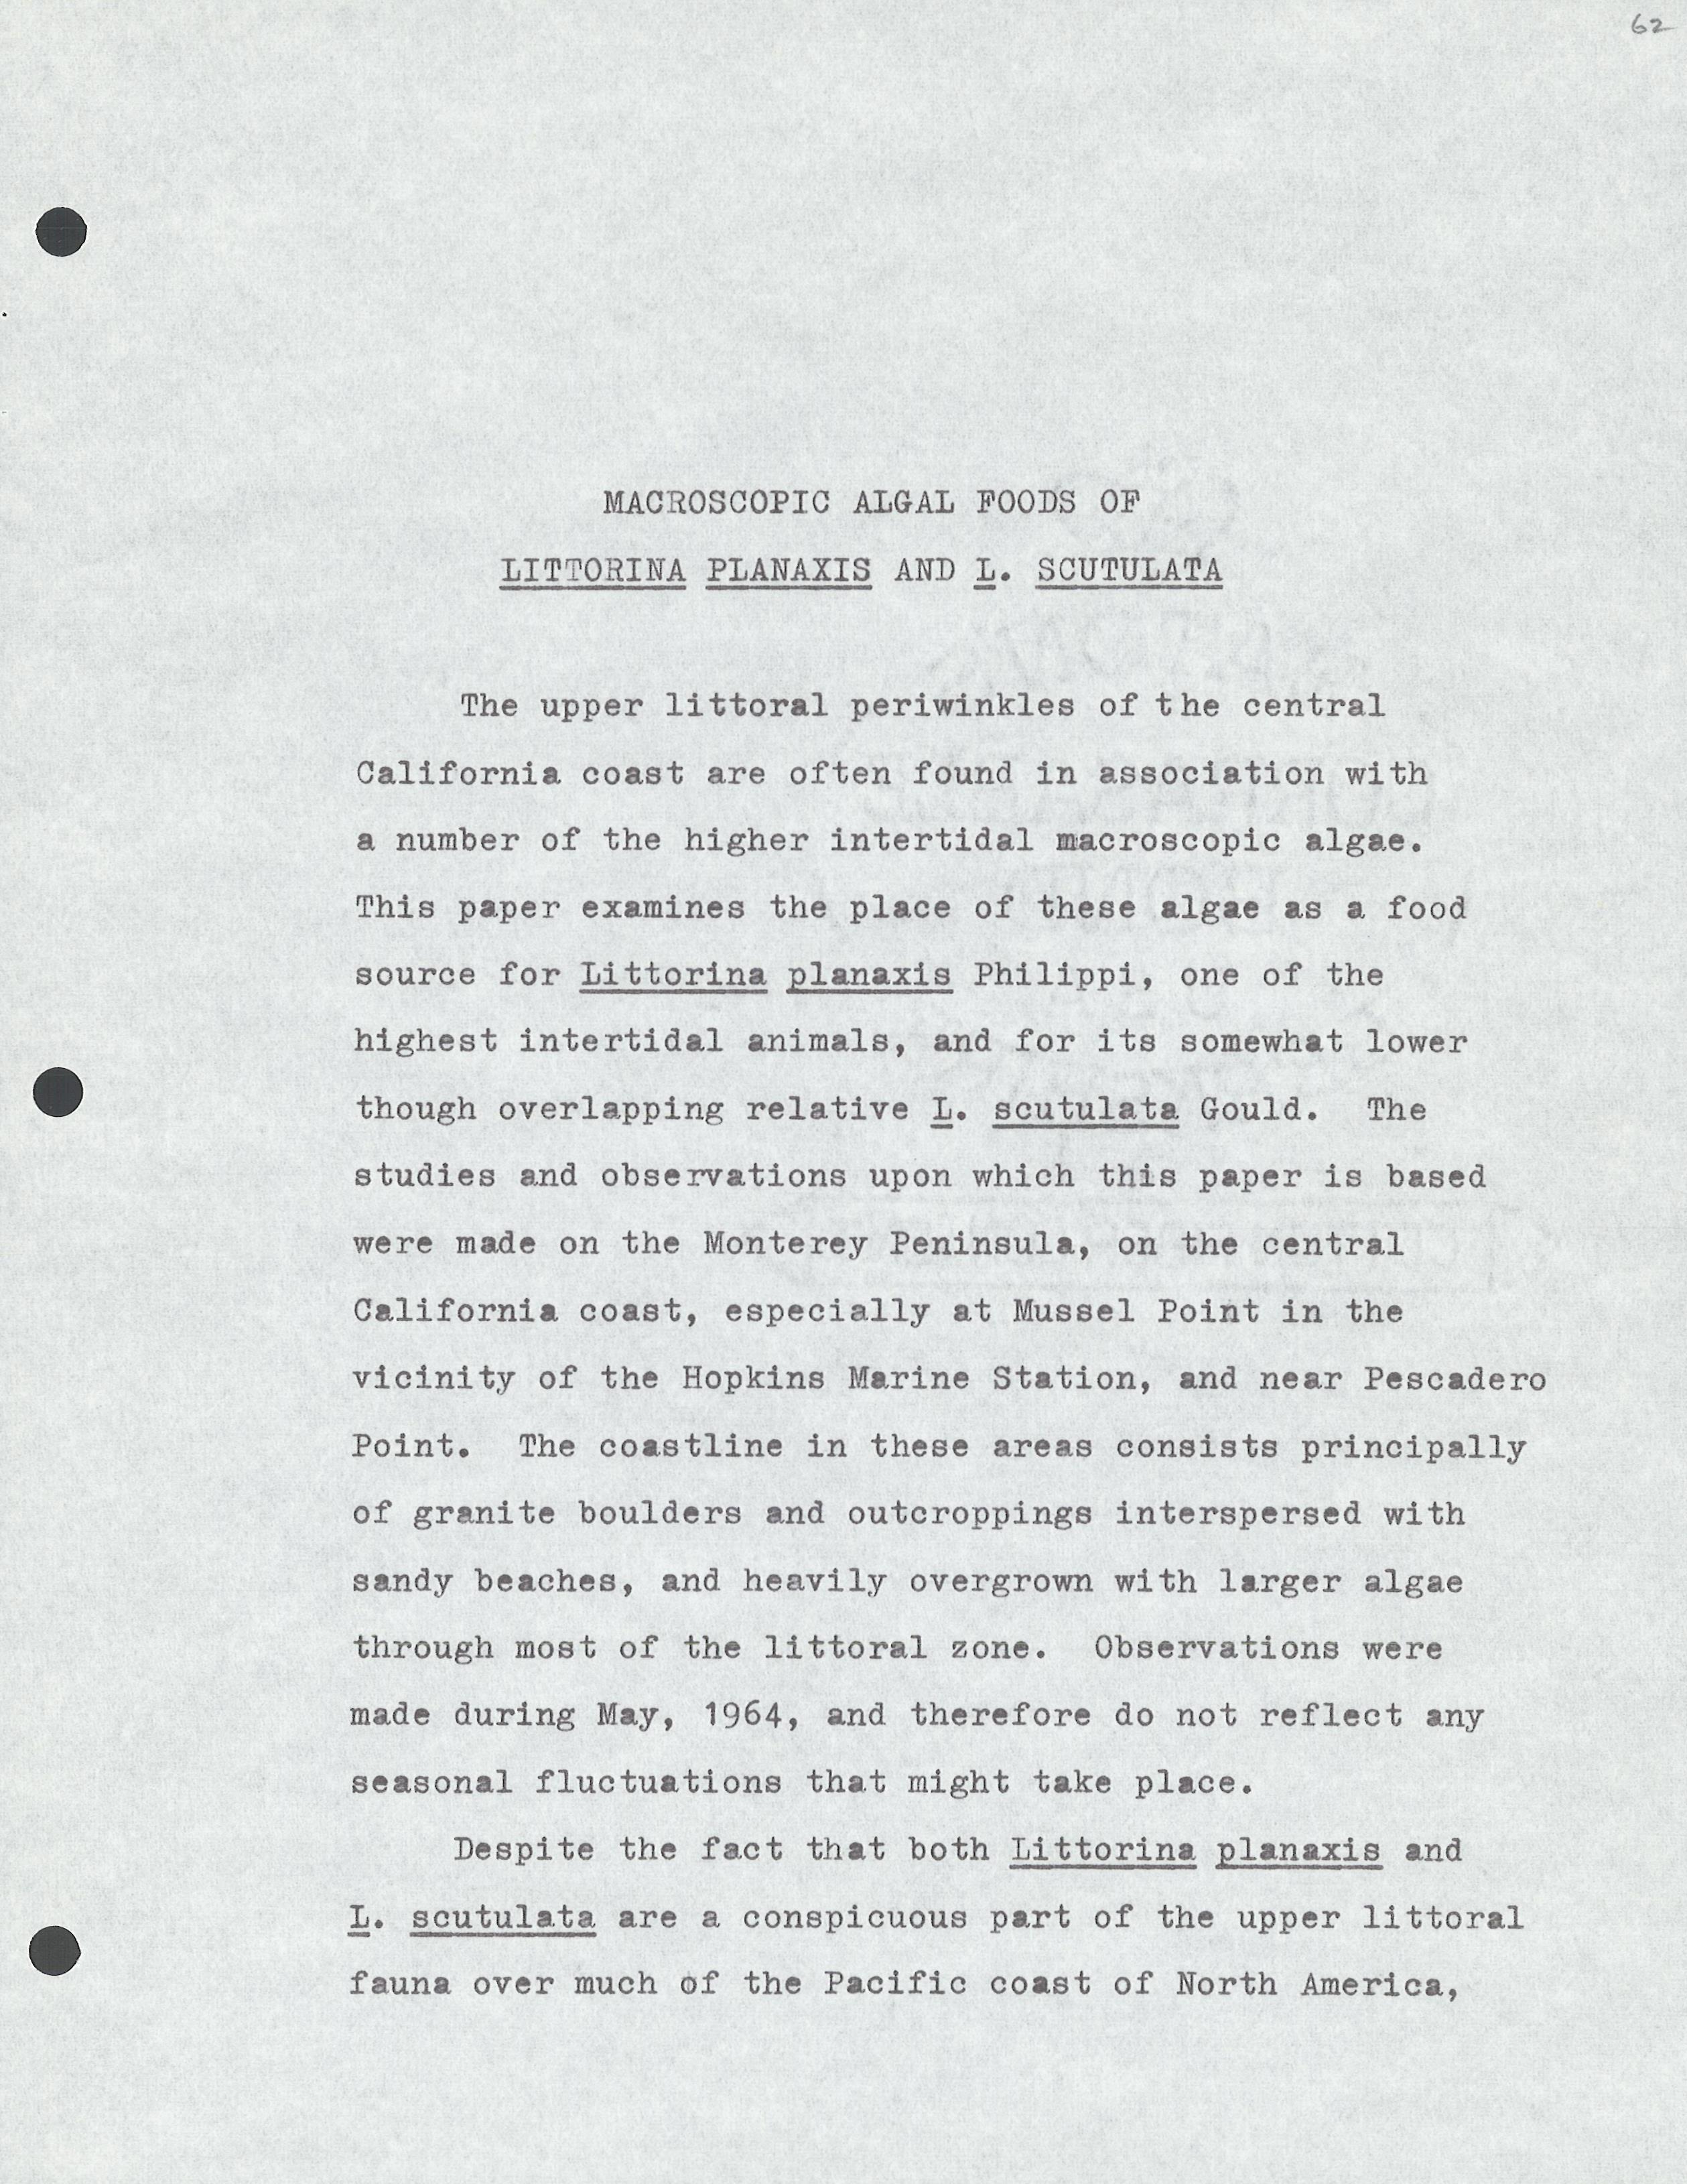 62
MACROSCOPIC ALGAL FOODS OF
LITTORINA PLANAXIS AND L. SCUTULATA
The upper littoral periwinkles of the central
California coast are often found in association with
a number of the higher intertidal macroscopic algae.
This paper examines the place of these algae as a food
source for Littorina planaxis Philippi, one of the
highest intertidal animals, and for its somewhat lower
though overlapping relative L. scutulata Gould. The
studies and observations upon which this paper is based
were made on the Monterey Peninsula, on the central
California coast, especially at Mussel Point in the
vicinity of the Hopkins Marine Station, and near Pescadero
Point. The coastline in these areas consists principally
of granite boulders and outcroppings interspersed with
sandy beaches, and heavily overgrown with larger algae
through most of the littoral zone. Observations were
made during May, 1964, and therefore do not reflect any
seasonal fluctuations that might take place.
Despite the fact that both Littorina planaxis and
L. scutulata are a conspicuous part of the upper littoral
fauna over much of the Pacific coast of North America,